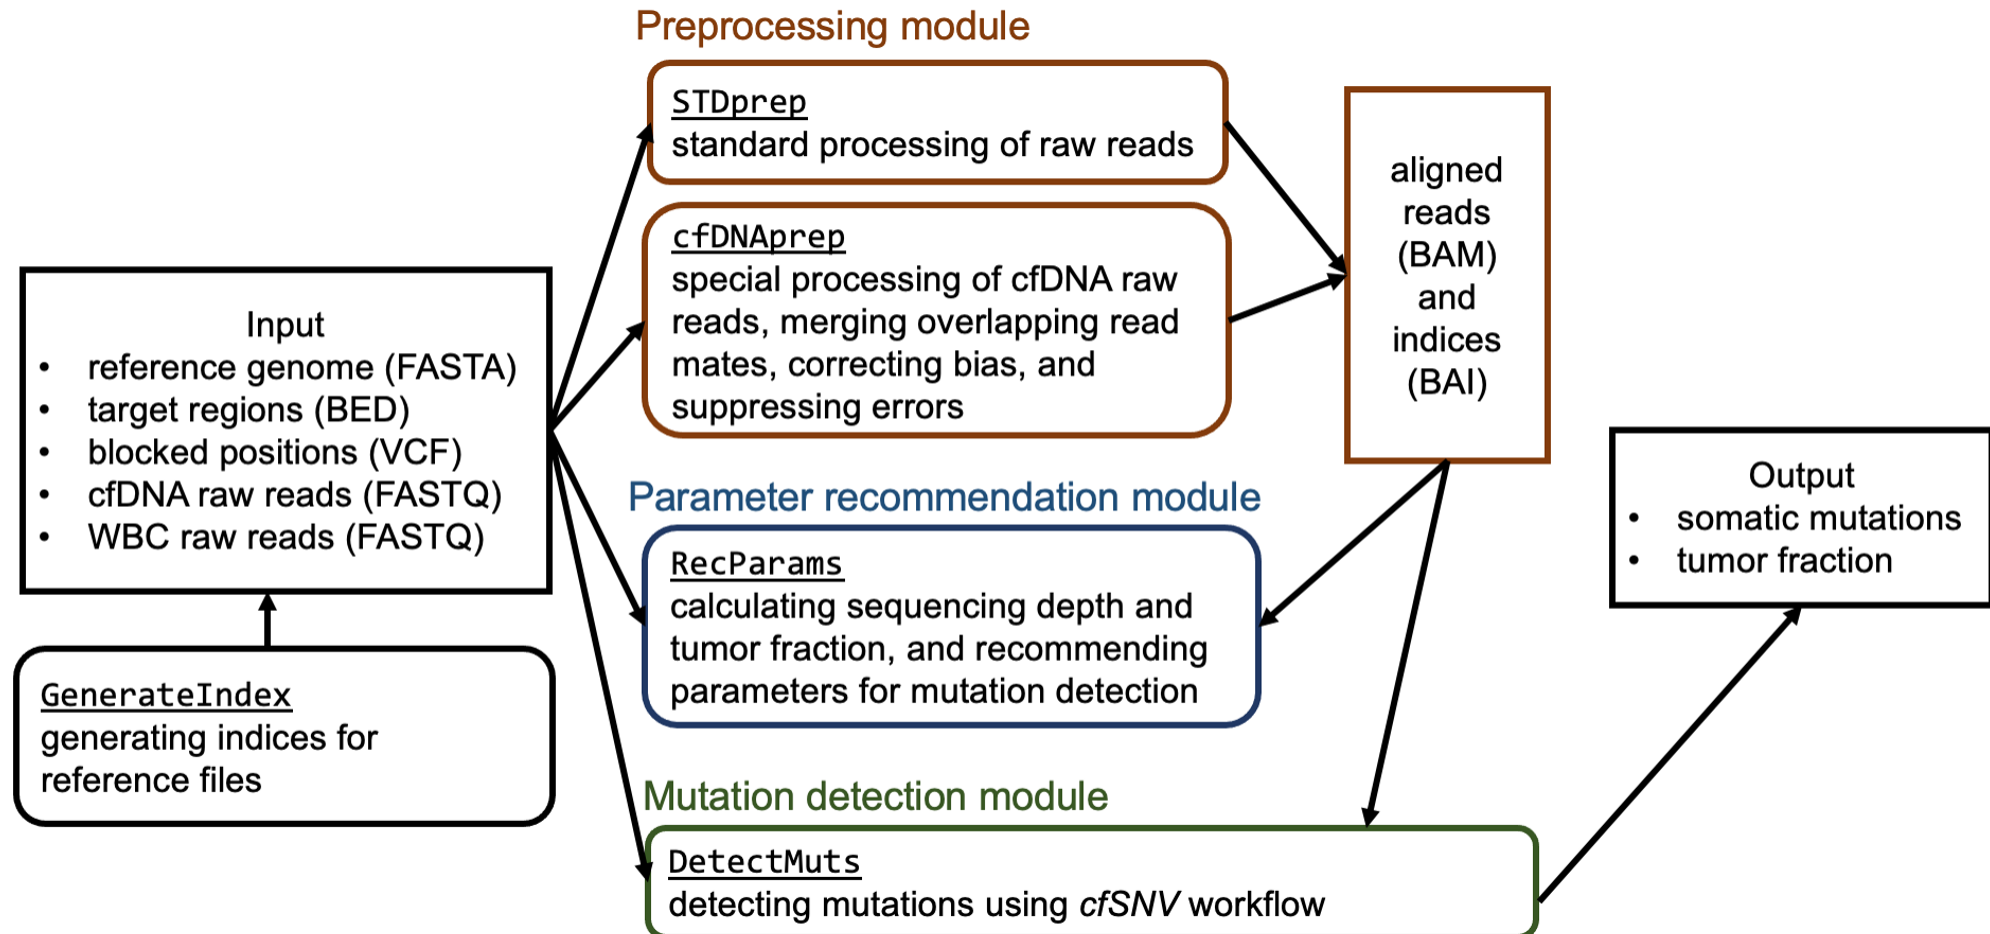 Preprocessing module
STDprep
standard processing of raw reads
cfDNAprep
special processing of cfDNA raw
reads, merging overlapping read
mates, correcting bias, and
suppressing errors
aligned
reads
(BAM)
and
indices
(BAI)
Input
• reference genome (FASTA)
• target regions (BED)
• blocked positions (VCF)
• cfDNA raw reads (FASTQ)
• WBC raw reads (FASTQ)
GenerateIndex
generating indices for
reference files
Parameter recommendation module
RecParams
calculating sequencing depth and
tumor fraction, and recommending
parameters for mutation detection
Mutation detection module
DetectMuts
detecting mutations using cfSNV workflow
Output
• somatic mutations
• tumor fraction